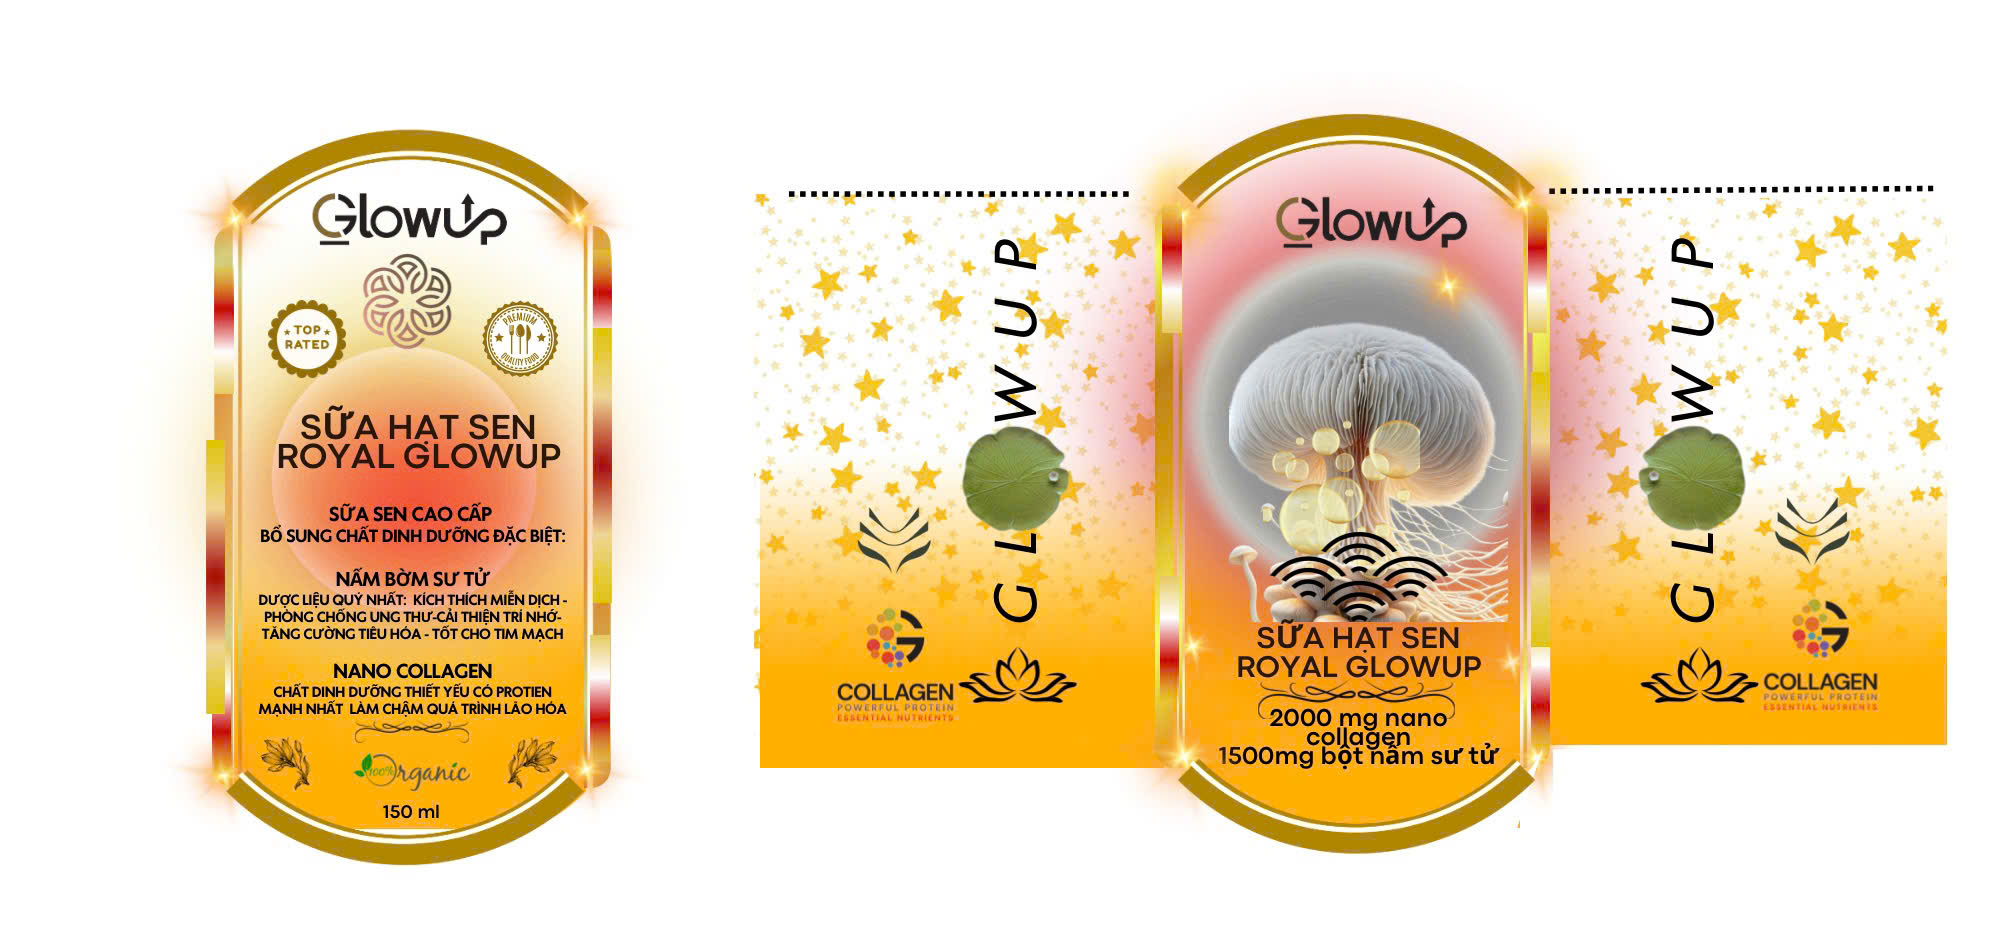 Glowup
TOP
RATED
PREMIUM
QUALITY FOOD
SỮA HẠT SEN
ROYAL GLOWUP
SỮA SEN CAO CẤP
BỔ SUNG CHẤT DINH DƯỠNG ĐẶC BIỆT:
NẤM BỜM SƯ TỬ
DƯỢC LIỆU QUÝ NHẤT: KÍCH THÍCH MIỄN DỊCH -
PHÒNG CHỐNG UNG THƯ-CẢI THIỆN TRÍ NHỚ-
TĂNG CƯỜNG TIÊU HÓA - TỐT CHO TIM MẠCH
NANO COLLAGEN
CHẤT DINH DƯỠNG THIẾT YẾU CÓ PROTIEN
MẠNH NHẤT LÀM CHẬM QUÁ TRÌNH LÃO HÓA
100% Organic
150 ml
GLOWUP
COLLAGEN
POWERFUL PROTEIN
ESSENTIAL NUTRIENTS
Glowup
SỮA HẠT SEN
ROYAL GLOWUP
2000 mg nano
collagen
1500mg bột nấm sư tử
GLOWUP
COLLAGEN
POWERFUL PROTEIN
ESSENTIAL NUTRIENTS